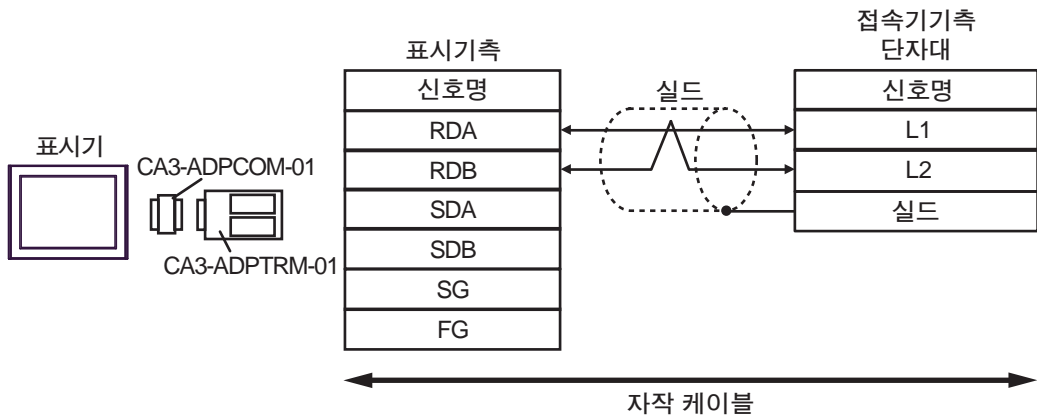 표시기
CA3-ADPCOM-01
CA3-ADPTRM-01
표시기측
신호명
RDA
RDB
SDA
SDB
SG
FG
실드
접속기기측
단자대
신호명
L1
L2
실드
자작 케이블